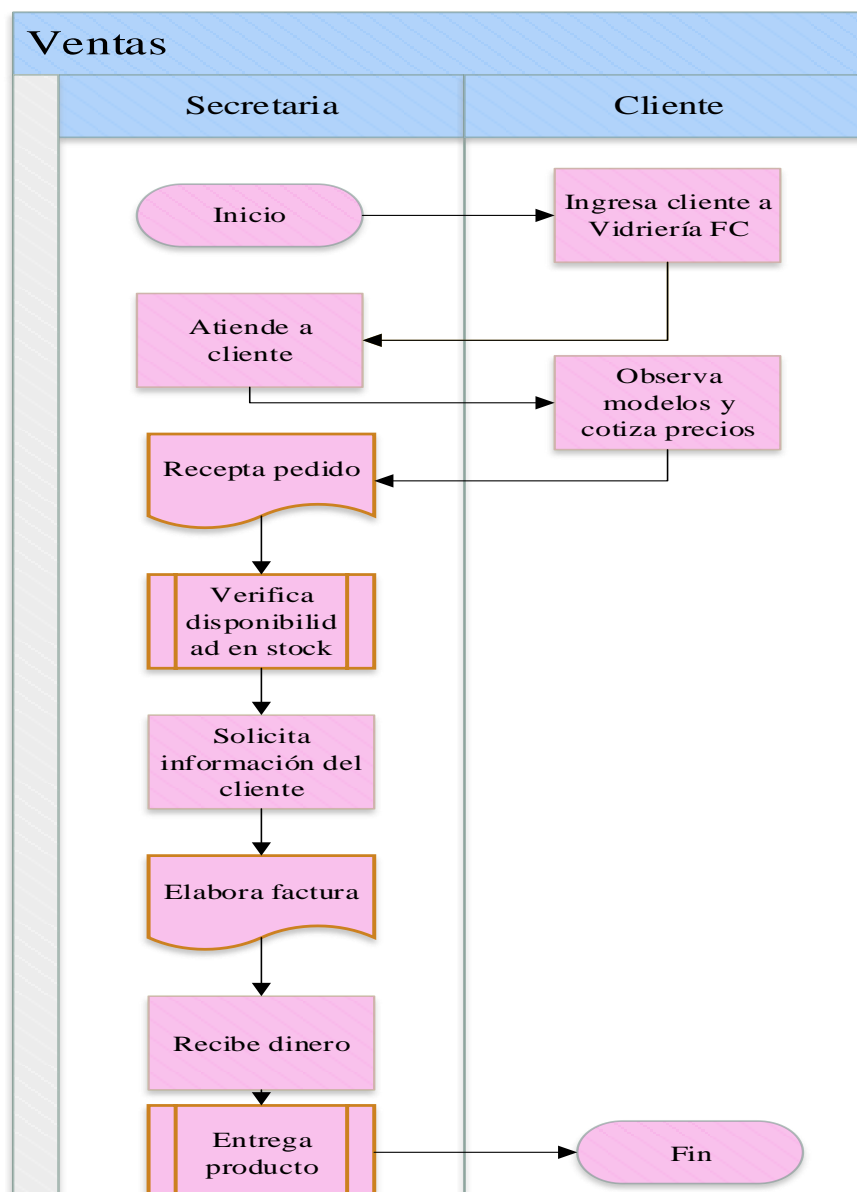 Ventas
Secretaria
Cliente
Inicio
Ingresa cliente a
Vidriería FC
Atiende a
cliente
Observa
modelos y
cotiza precios
Recepta pedido
Verifica
disponibilid
ad en stock
Solicita
información del
cliente
Elabora factura
Recibe dinero
Entrega
producto
Fin